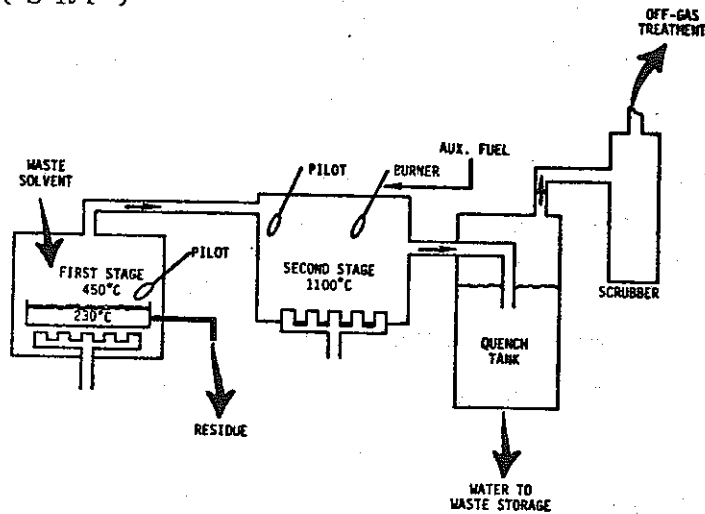 OFF-GAS
TREATMENT
WASTE
SOLVENT
PILOT
BURNER
AUX. FUEL
FIRST STAGE
450°C
PILOT
230°C
SECOND STAGE
1100°C
SCRUBBER
QUENCH
TANK
RESIDUE
WATER TO
WASTE STORAGE